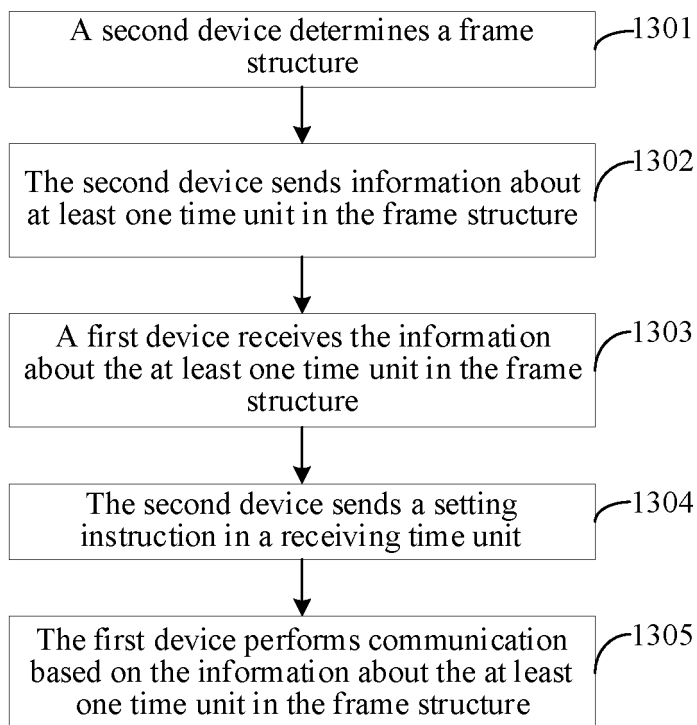 A second device determines a frame
structure
1301
The second device sends information about
at least one time unit in the frame structure
1302
A first device receives the information
about the at least one time unit in the frame
structure
1303
The second device sends a setting
instruction in a receiving time unit
1304
The first device performs communication
based on the information about the at least
one time unit in the frame structure
1305